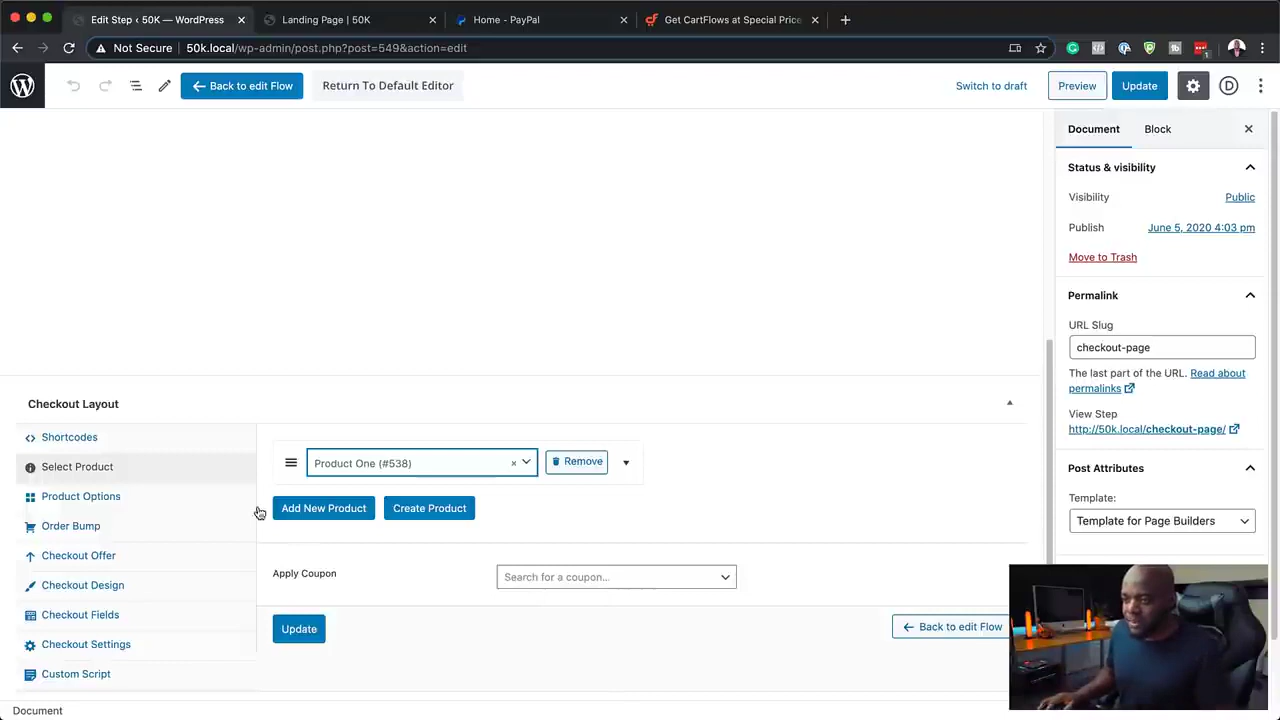 Edit Step ‹ 50K — WordPress
Landing Page | 50K
Home - PayPal
Get CartFlows at Special Price
Not Secure | 50k.local/wp-admin/post.php?post=549&action=edit
Back to edit Flow
Return To Default Editor
Switch to draft
Preview
Update
Document
Block
Status & visibility
Visibility
Public
Publish
June 5, 2020 4:03 pm
Move to Trash
Permalink
URL Slug
checkout-page
The last part of the URL. Read about
permalinks
View Step
http://50k.local/checkout-page/
Post Attributes
Template:
Template for Page Builders
Checkout Layout
Shortcodes
Select Product
Product Options
Order Bump
Checkout Offer
Checkout Design
Checkout Fields
Checkout Settings
Custom Script
Product One (#538)
×
Remove
Add New Product
Create Product
Apply Coupon
Search for a coupon...
Update
Back to edit Flow
Document